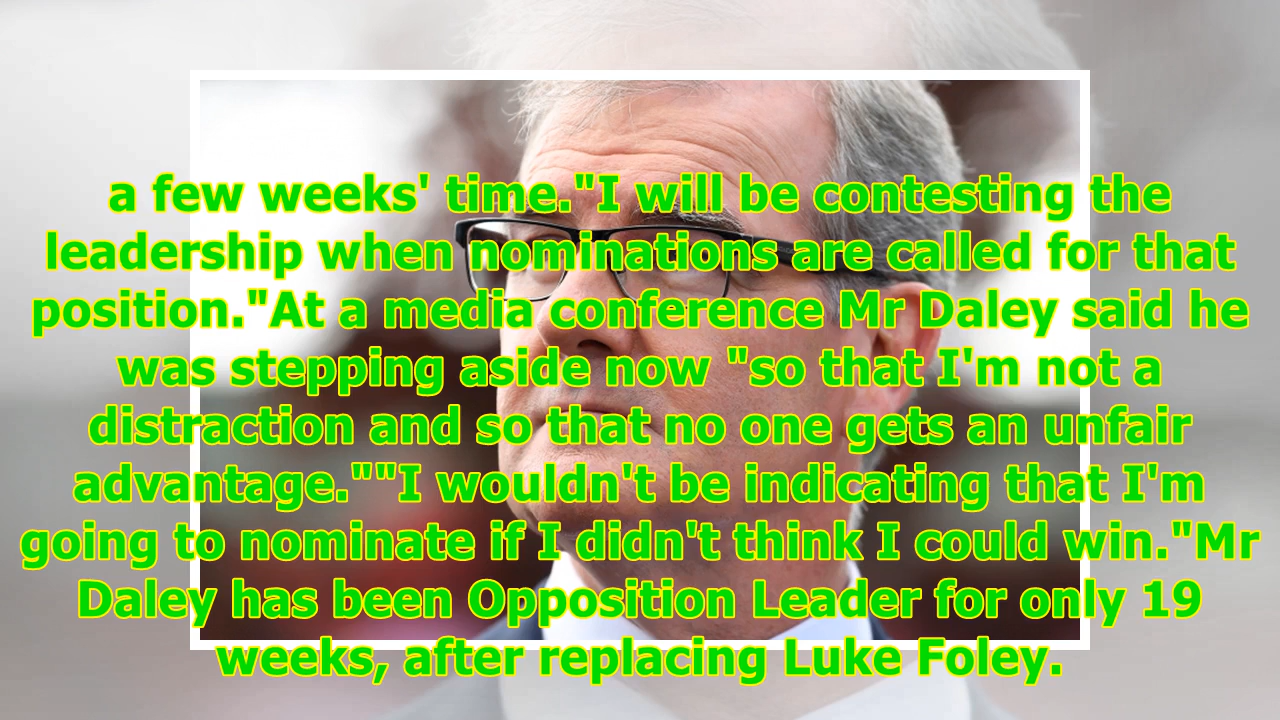 a few weeks' time."I will be contesting the
leadership when nominations are called for that
position."At a media conference Mr Daley said he
was stepping aside now "so that I'm not a
distraction and so that no one gets an unfair
advantage.""I wouldn't be indicating that I'm
going to nominate if I didn't think I could win."Mr
Daley has been Opposition Leader for only 19
weeks, after replacing Luke Foley.